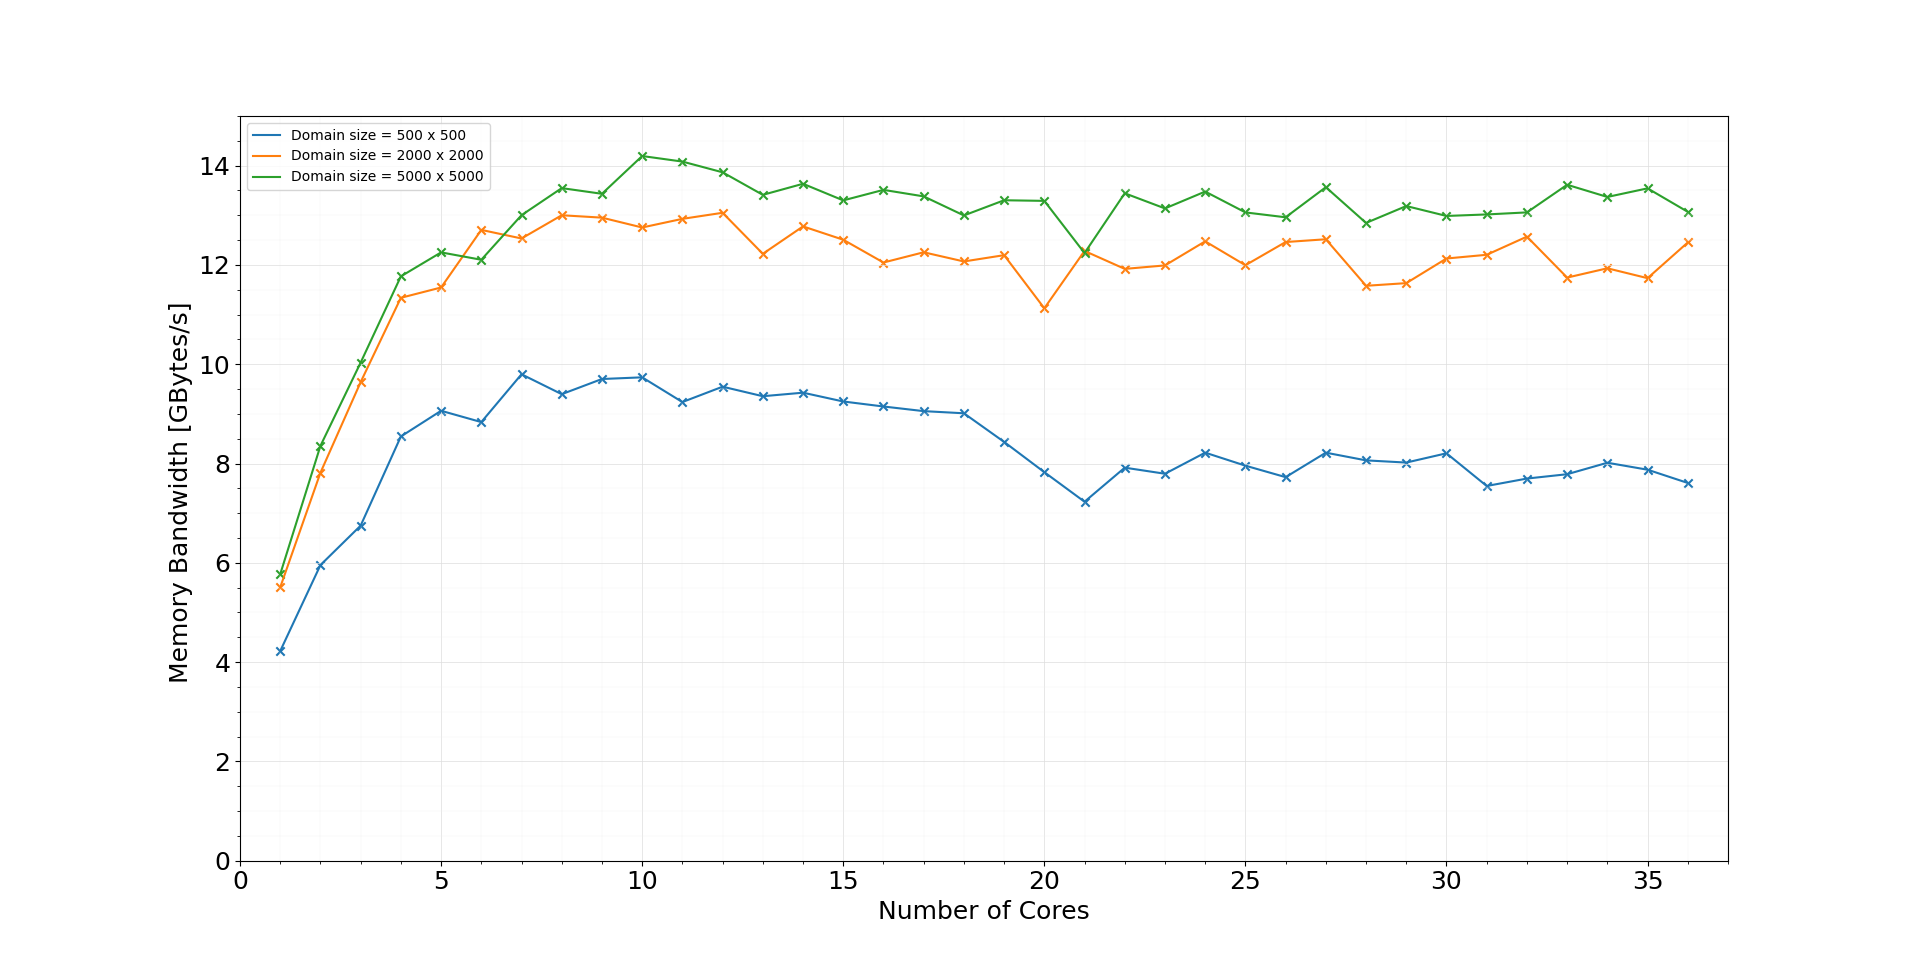 Domain size = 500 x 500
Domain size = 2000 x 2000
Domain size = 5000 x 5000
14
12
10
8
6
4
2
0
Memory Bandwidth [GBytes/s]
0 5 10 15 20 25 30 35
Number of Cores